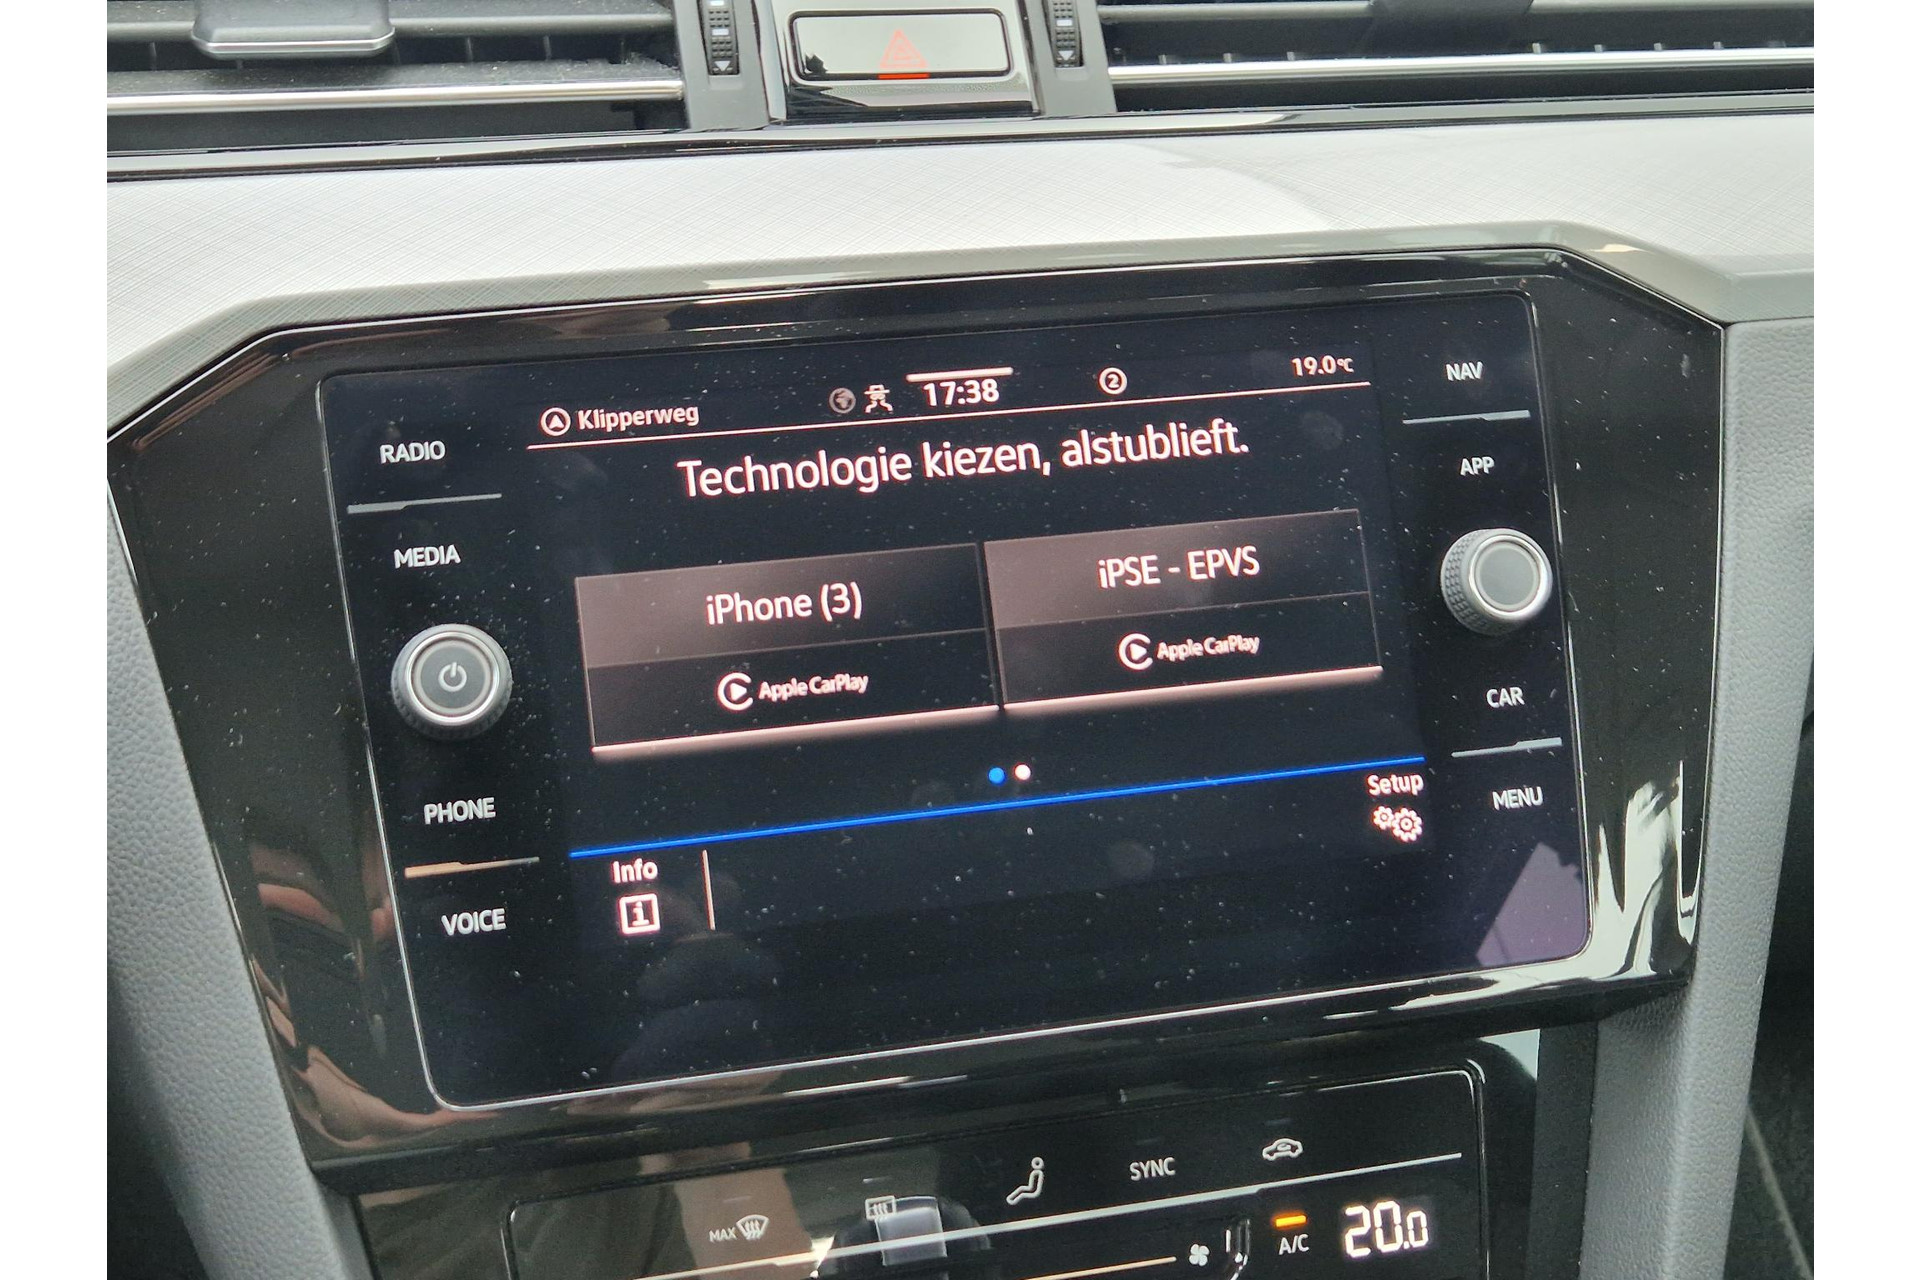 Klipperweg
17:38
2
19.0°C
NAV
RADIO
Technologie kiezen, alstublieft.
APP
MEDIA
iPhone (3)
iPSE - EPVS
Apple CarPlay
Apple CarPlay
CAR
PHONE
Setup
MENU
Info
i
VOICE
SYNC
MAX
A/C
20.0